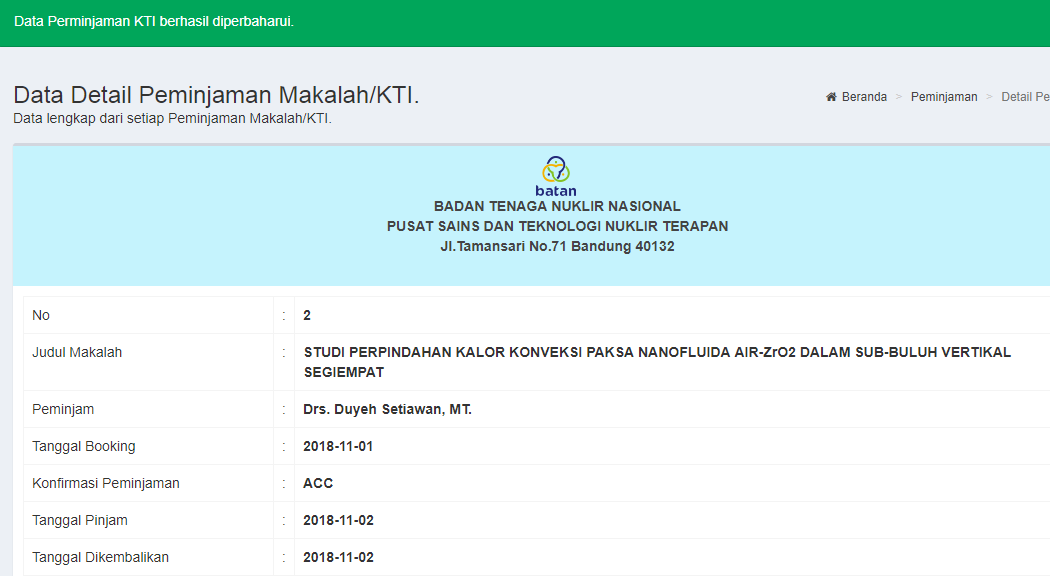 Data Perminjaman KTI berhasil diperbaharui.
Data Detail Peminjaman Makalah/KTI.
Data lengkap dari setiap Peminjaman Makalah/KTI.
Beranda > Peminjaman > Detail Pe
batan
BADAN TENAGA NUKLIR NASIONAL
PUSAT SAINS DAN TEKNOLOGI NUKLIR TERAPAN
Jl.Tamansari No.71 Bandung 40132
No : 2
Judul Makalah : STUDI PERPINDAHAN KALOR KONVEKSI PAKSA NANOFLUIDA AIR-ZrO2 DALAM SUB-BULUH VERTIKAL
SEGIEMPAT
Peminjam : Drs. Duyeh Setiawan, MT.
Tanggal Booking : 2018-11-01
Konfirmasi Peminjaman : ACC
Tanggal Pinjam : 2018-11-02
Tanggal Dikembalikan : 2018-11-02